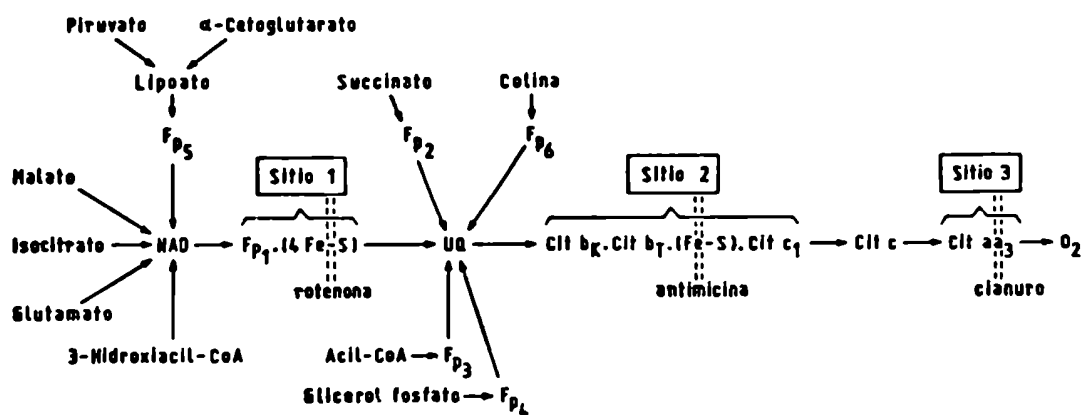 Piruvato α-Cetoglutarato
Lipoato Succinato Colina
Fp5 Fp2 Fp6
Malato Sitio 1 Sitio 2 Sitio 3
Isocitrato NAD Fp1.(4 Fe-S) UQ Cit bK.Cit bT.(Fe-S).Cit c1 Cit c Cit aa3 O2
rotenona antimicina cianuro
Glutamato
3-Hidroxiacil-CoA Acil-CoA Fp3
Glicerol fosfato Fp4